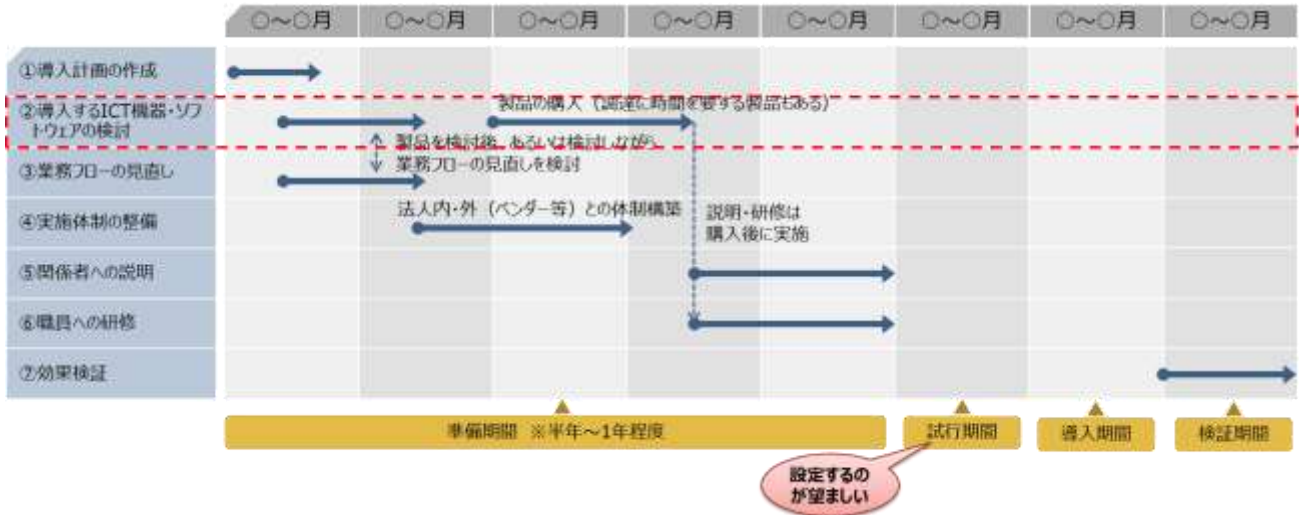 ○～○月 ○～○月 ○～○月 ○～○月 ○～○月 ○～○月 ○～○月 ○～○月
①導入計画の作成
②導入するICT機器・ソフ
トウェアの検討
製品の購入（調達に時間を要する製品もある）
製品を検討後、あるいは検討しながら、
業務フローの見直しを検討
③業務フローの見直し
法人内・外（ベンダー等）との体制構築
④実施体制の整備
説明・研修は
購入後に実施
⑤関係者への説明
⑥職員への研修
⑦効果検証
準備期間 ※半年～1年程度
試行期間
導入期間
検証期間
設定するの
が望ましい